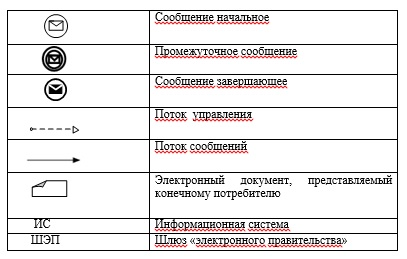 Сообщение начальное
Промежуточное сообщение
Сообщение завершающее
Поток управления
Поток сообщений
Электронный документ, представляемый
конечному потребителю
ИС Информационная система
ШЭП Шлюз «электронного правительства»